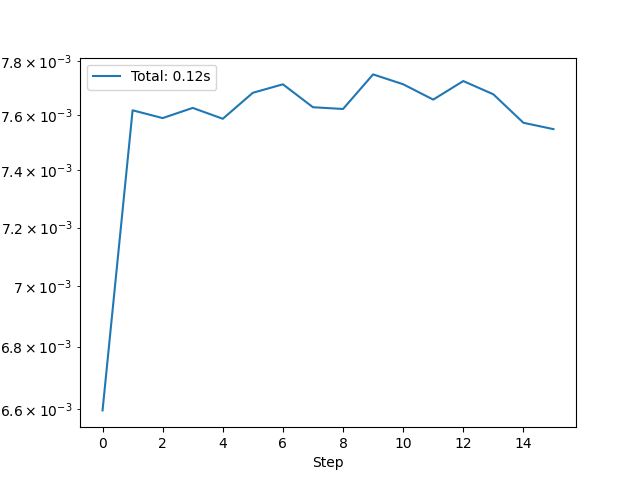 Total: 0.12s
7.8 × 10⁻³
7.6 × 10⁻³
7.4 × 10⁻³
7.2 × 10⁻³
7 × 10⁻³
6.8 × 10⁻³
6.6 × 10⁻³
0 2 4 6 8 10 12 14
Step